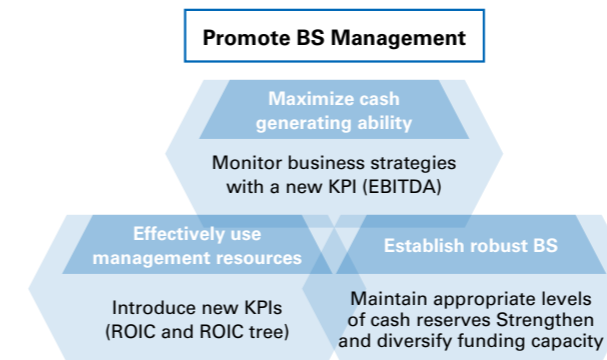 Promote BS Management
Maximize cash
generating ability
Monitor business strategies
with a new KPI (EBITDA)
Effectively use
management resources
Introduce new KPIs
(ROIC and ROIC tree)
Establish robust BS
Maintain appropriate levels
of cash reserves Strengthen
and diversify funding capacity